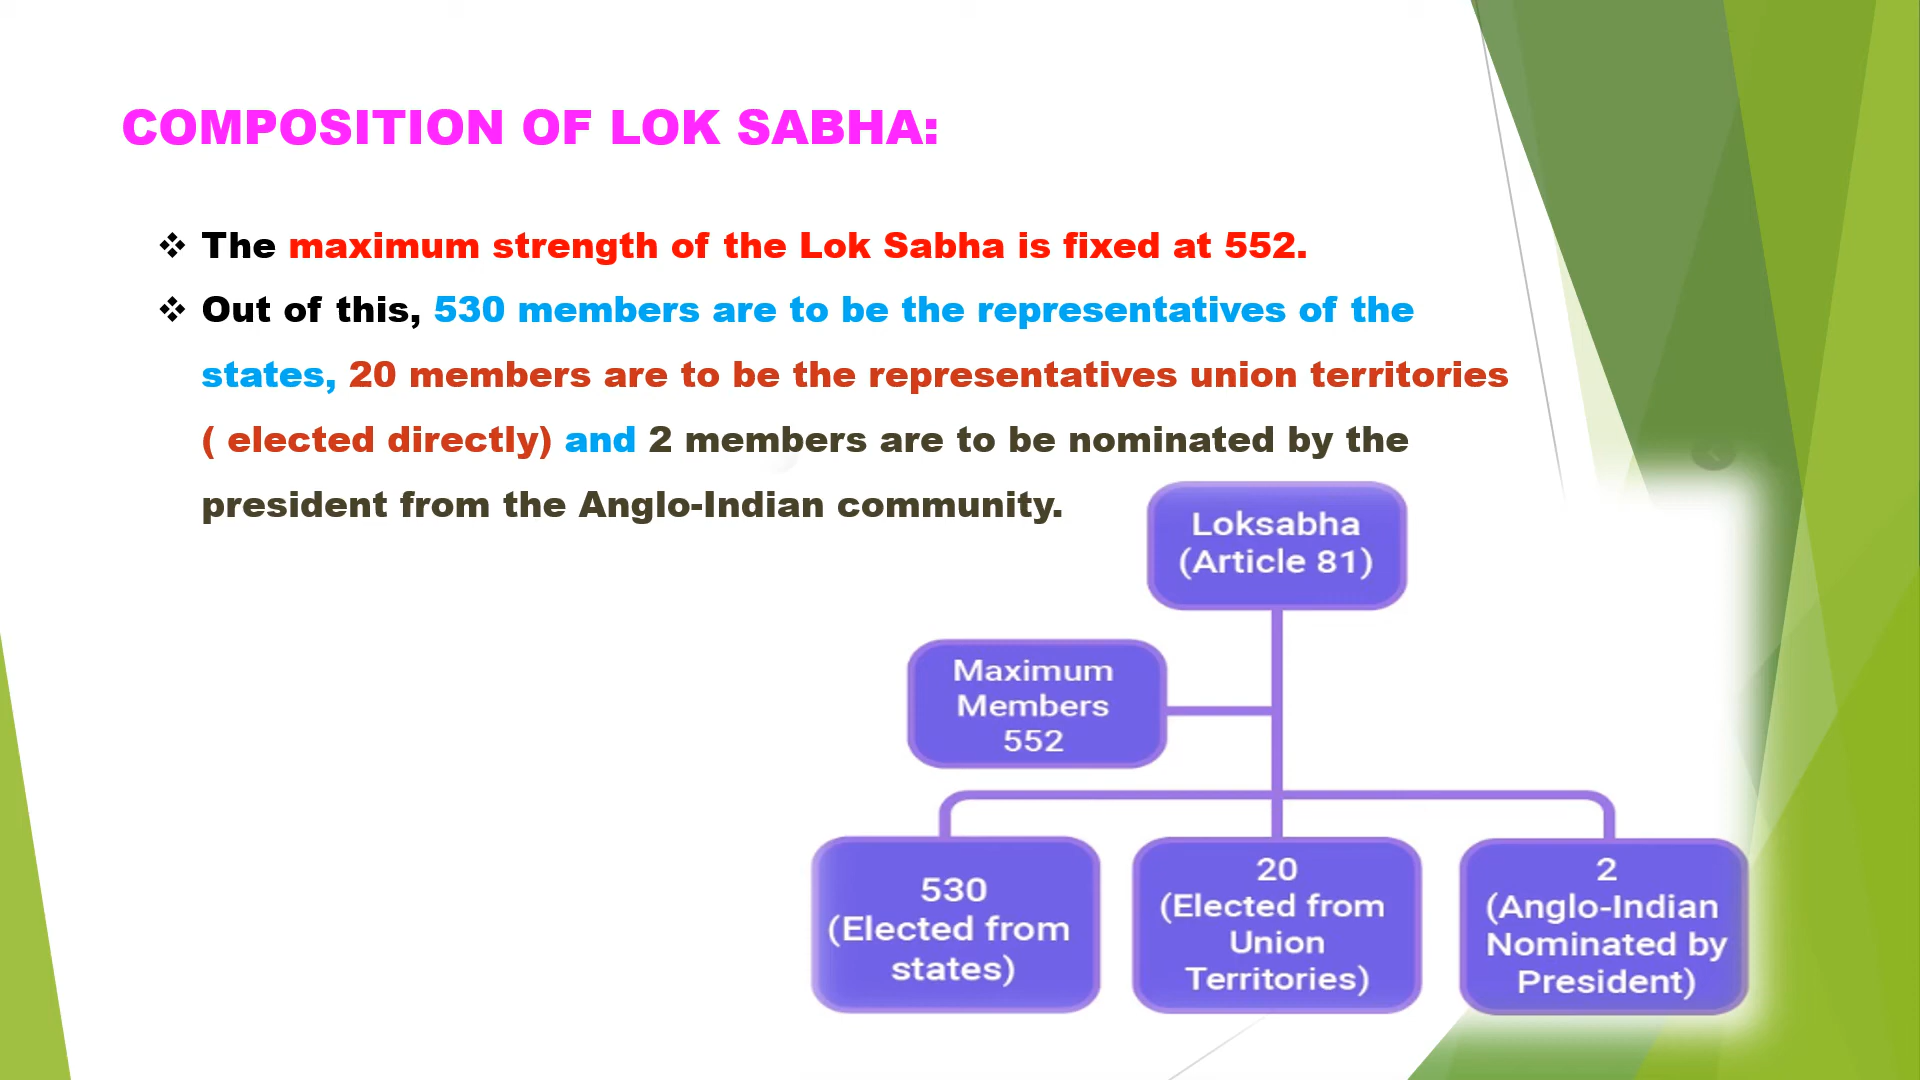 COMPOSITION OF LOK SABHA:
❖ The maximum strength of the Lok Sabha is fixed at 552.
❖ Out of this, 530 members are to be the representatives of the
states, 20 members are to be the representatives union territories
( elected directly) and 2 members are to be nominated by the
president from the Anglo-Indian community.
Loksabha
(Article 81)
Maximum
Members
552
530
(Elected from
states)
20
(Elected from
Union
Territories)
2
(Anglo-Indian
Nominated by
President)